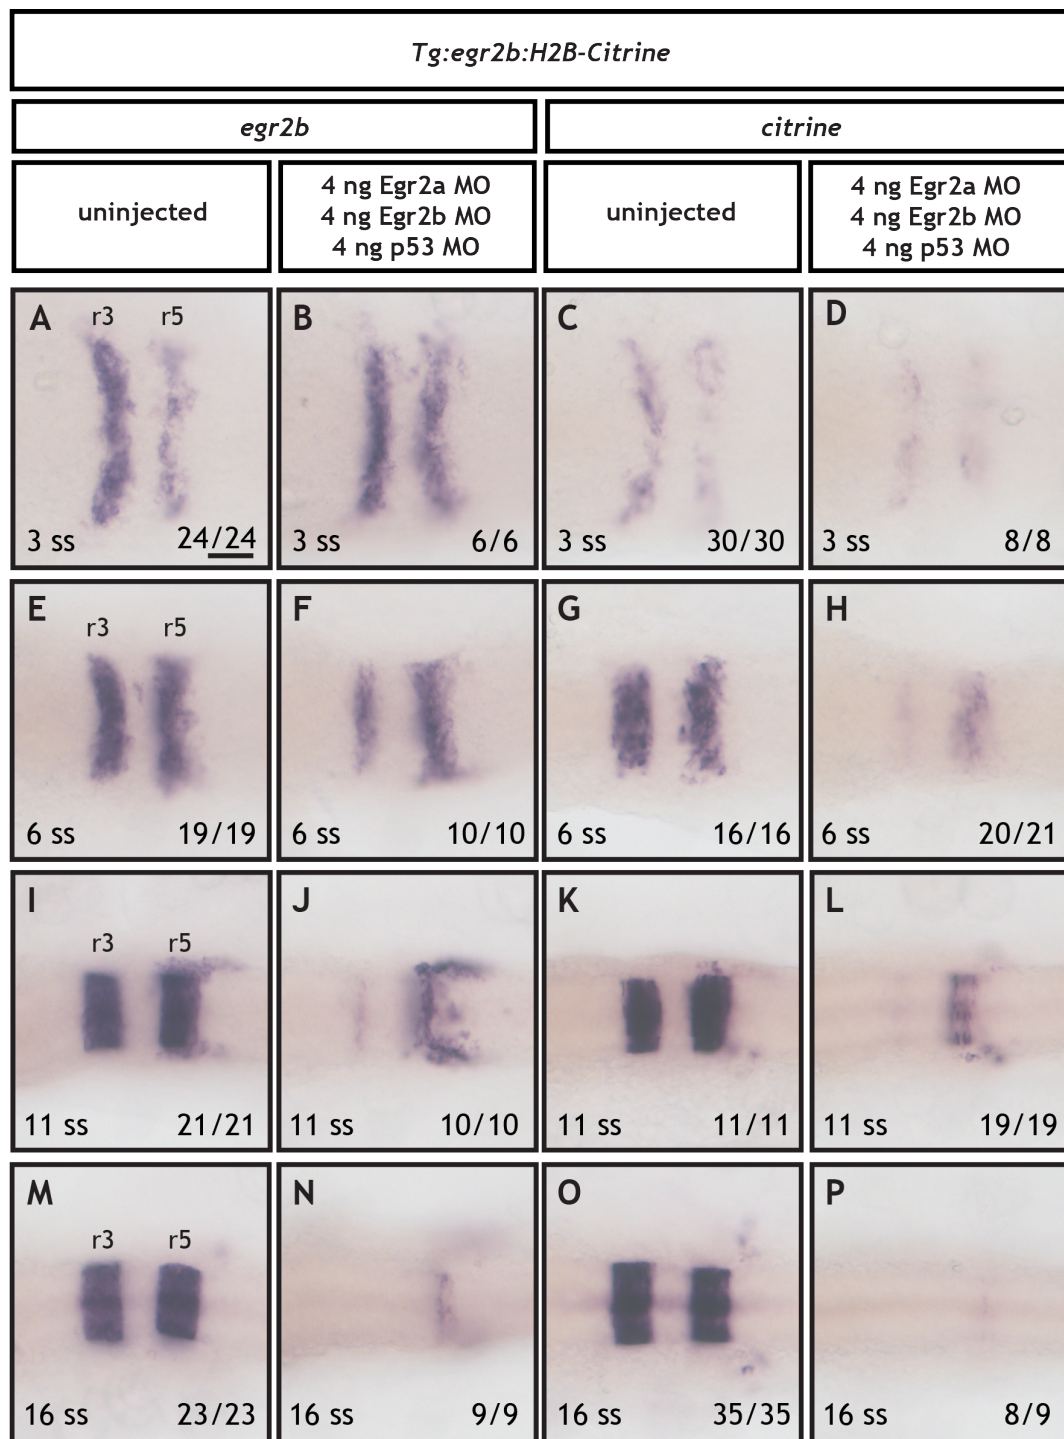 Tg:egr2b:H2B-Citrine
egr2b
citrine
uninjected
4 ng Egr2a MO
4 ng Egr2b MO
4 ng p53 MO
uninjected
4 ng Egr2a MO
4 ng Egr2b MO
4 ng p53 MO
A r3 r5
3 ss 24/24
B
3 ss 6/6
C
3 ss 30/30
D
3 ss 8/8
E r3 r5
6 ss 19/19
F
6 ss 10/10
G
6 ss 16/16
H
6 ss 20/21
I r3 r5
11 ss 21/21
J
11 ss 10/10
K
11 ss 11/11
L
11 ss 19/19
M r3 r5
16 ss 23/23
N
16 ss 9/9
O
16 ss 35/35
P
16 ss 8/9